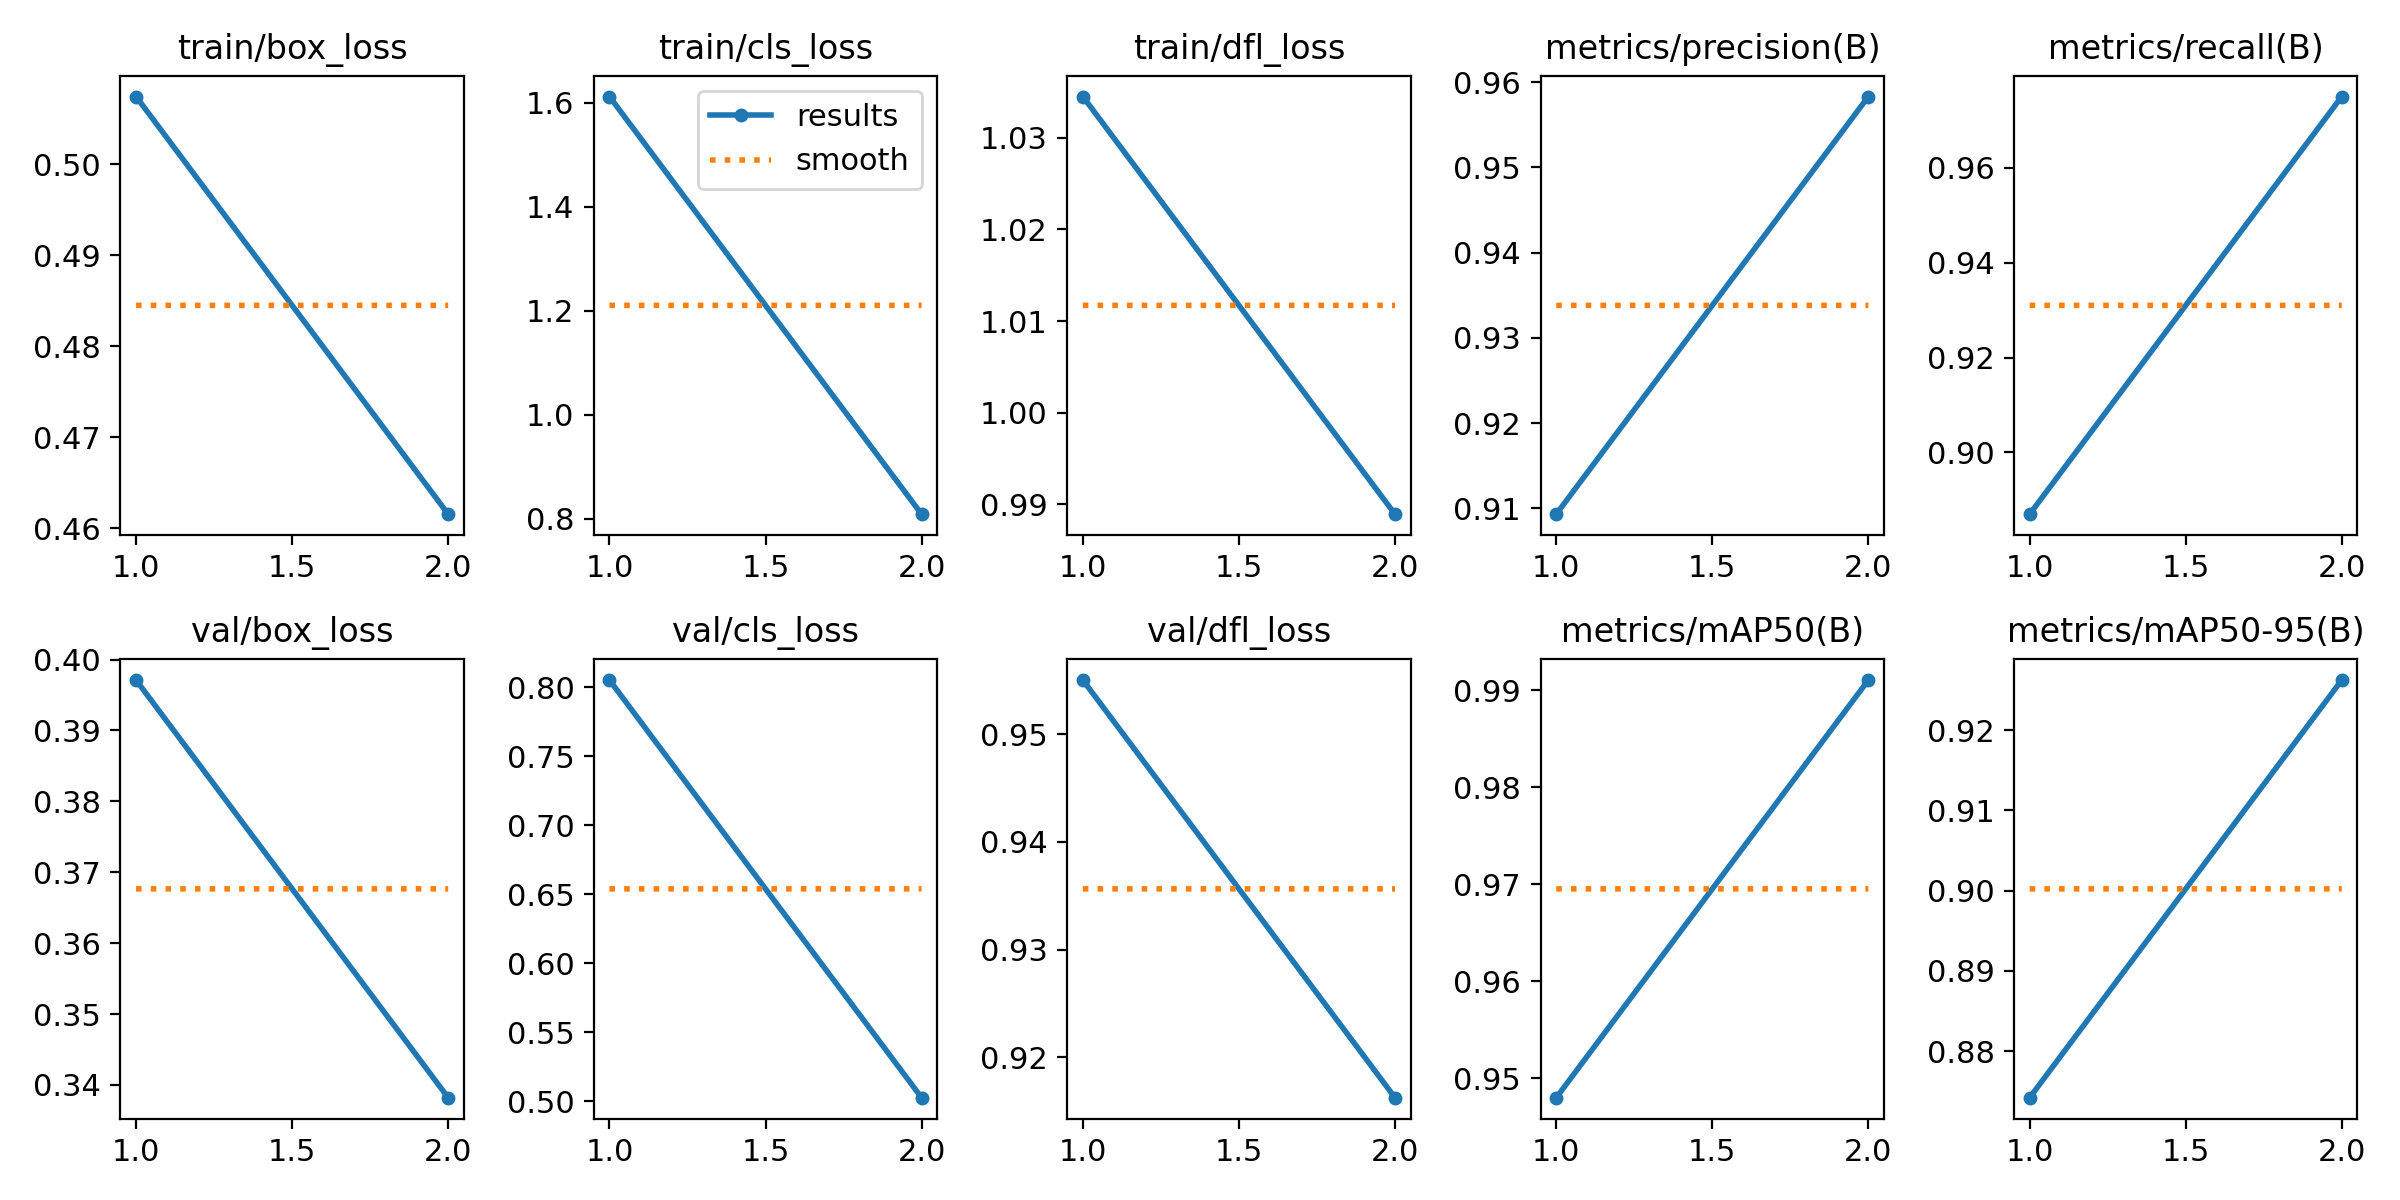 train/box_loss
0.50
0.49
0.48
0.47
0.46
1.0 1.5 2.0
train/cls_loss
results
smooth
1.6
1.4
1.2
1.0
0.8
1.0 1.5 2.0
train/dfl_loss
1.03
1.02
1.01
1.00
0.99
1.0 1.5 2.0
metrics/precision(B)
0.96
0.95
0.94
0.93
0.92
0.91
1.0 1.5 2.0
metrics/recall(B)
0.96
0.94
0.92
0.90
1.0 1.5 2.0
val/box_loss
0.40
0.39
0.38
0.37
0.36
0.35
0.34
1.0 1.5 2.0
val/cls_loss
0.80
0.75
0.70
0.65
0.60
0.55
0.50
1.0 1.5 2.0
val/dfl_loss
0.95
0.94
0.93
0.92
1.0 1.5 2.0
metrics/mAP50(B)
0.99
0.98
0.97
0.96
0.95
1.0 1.5 2.0
metrics/mAP50-95(B)
0.92
0.91
0.90
0.89
0.88
1.0 1.5 2.0